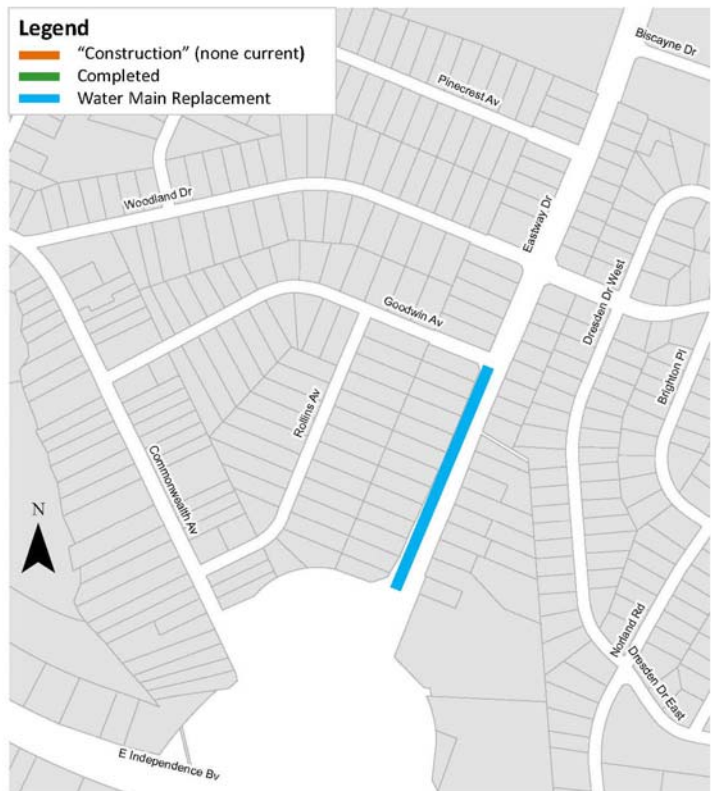 Legend
“Construction” (none current)
Completed
Water Main Replacement
Biscayne Dr
Pinecrest Av
Woodland Dr
Eastway Dr
Dresden Dr West
Goodwin Av
Brighton Pl
Rollins Av
Commonwealth Av
N
Norland Rd
Dresden Dr East
E Independence Bv